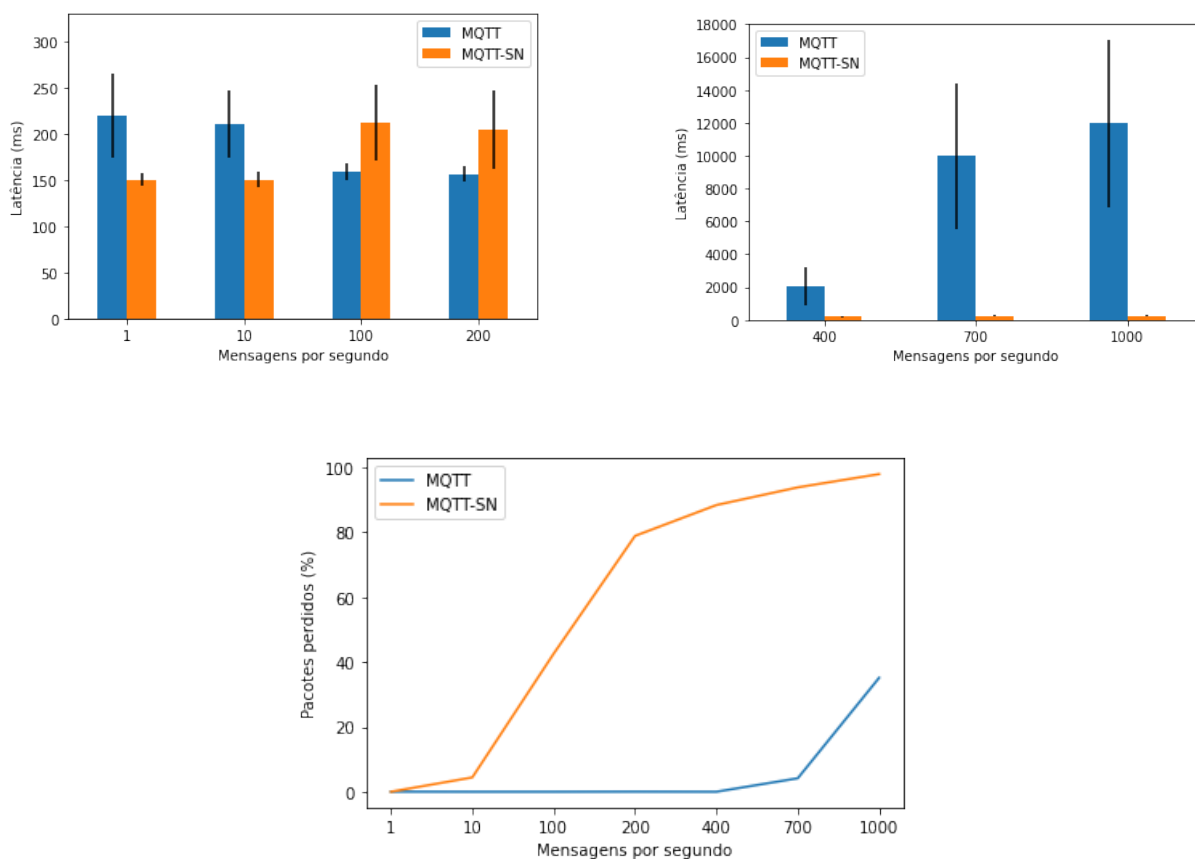 MQTT
MQTT-SN
300
250
200
150
100
50
0
Latência (ms)
1 10 100 200
Mensagens por segundo
MQTT
MQTT-SN
18000
16000
14000
12000
10000
8000
6000
4000
2000
0
Latência (ms)
400 700 1000
Mensagens por segundo
MQTT
MQTT-SN
100
80
60
40
20
0
Pacotes perdidos (%)
1 10 100 200 400 700 1000
Mensagens por segundo